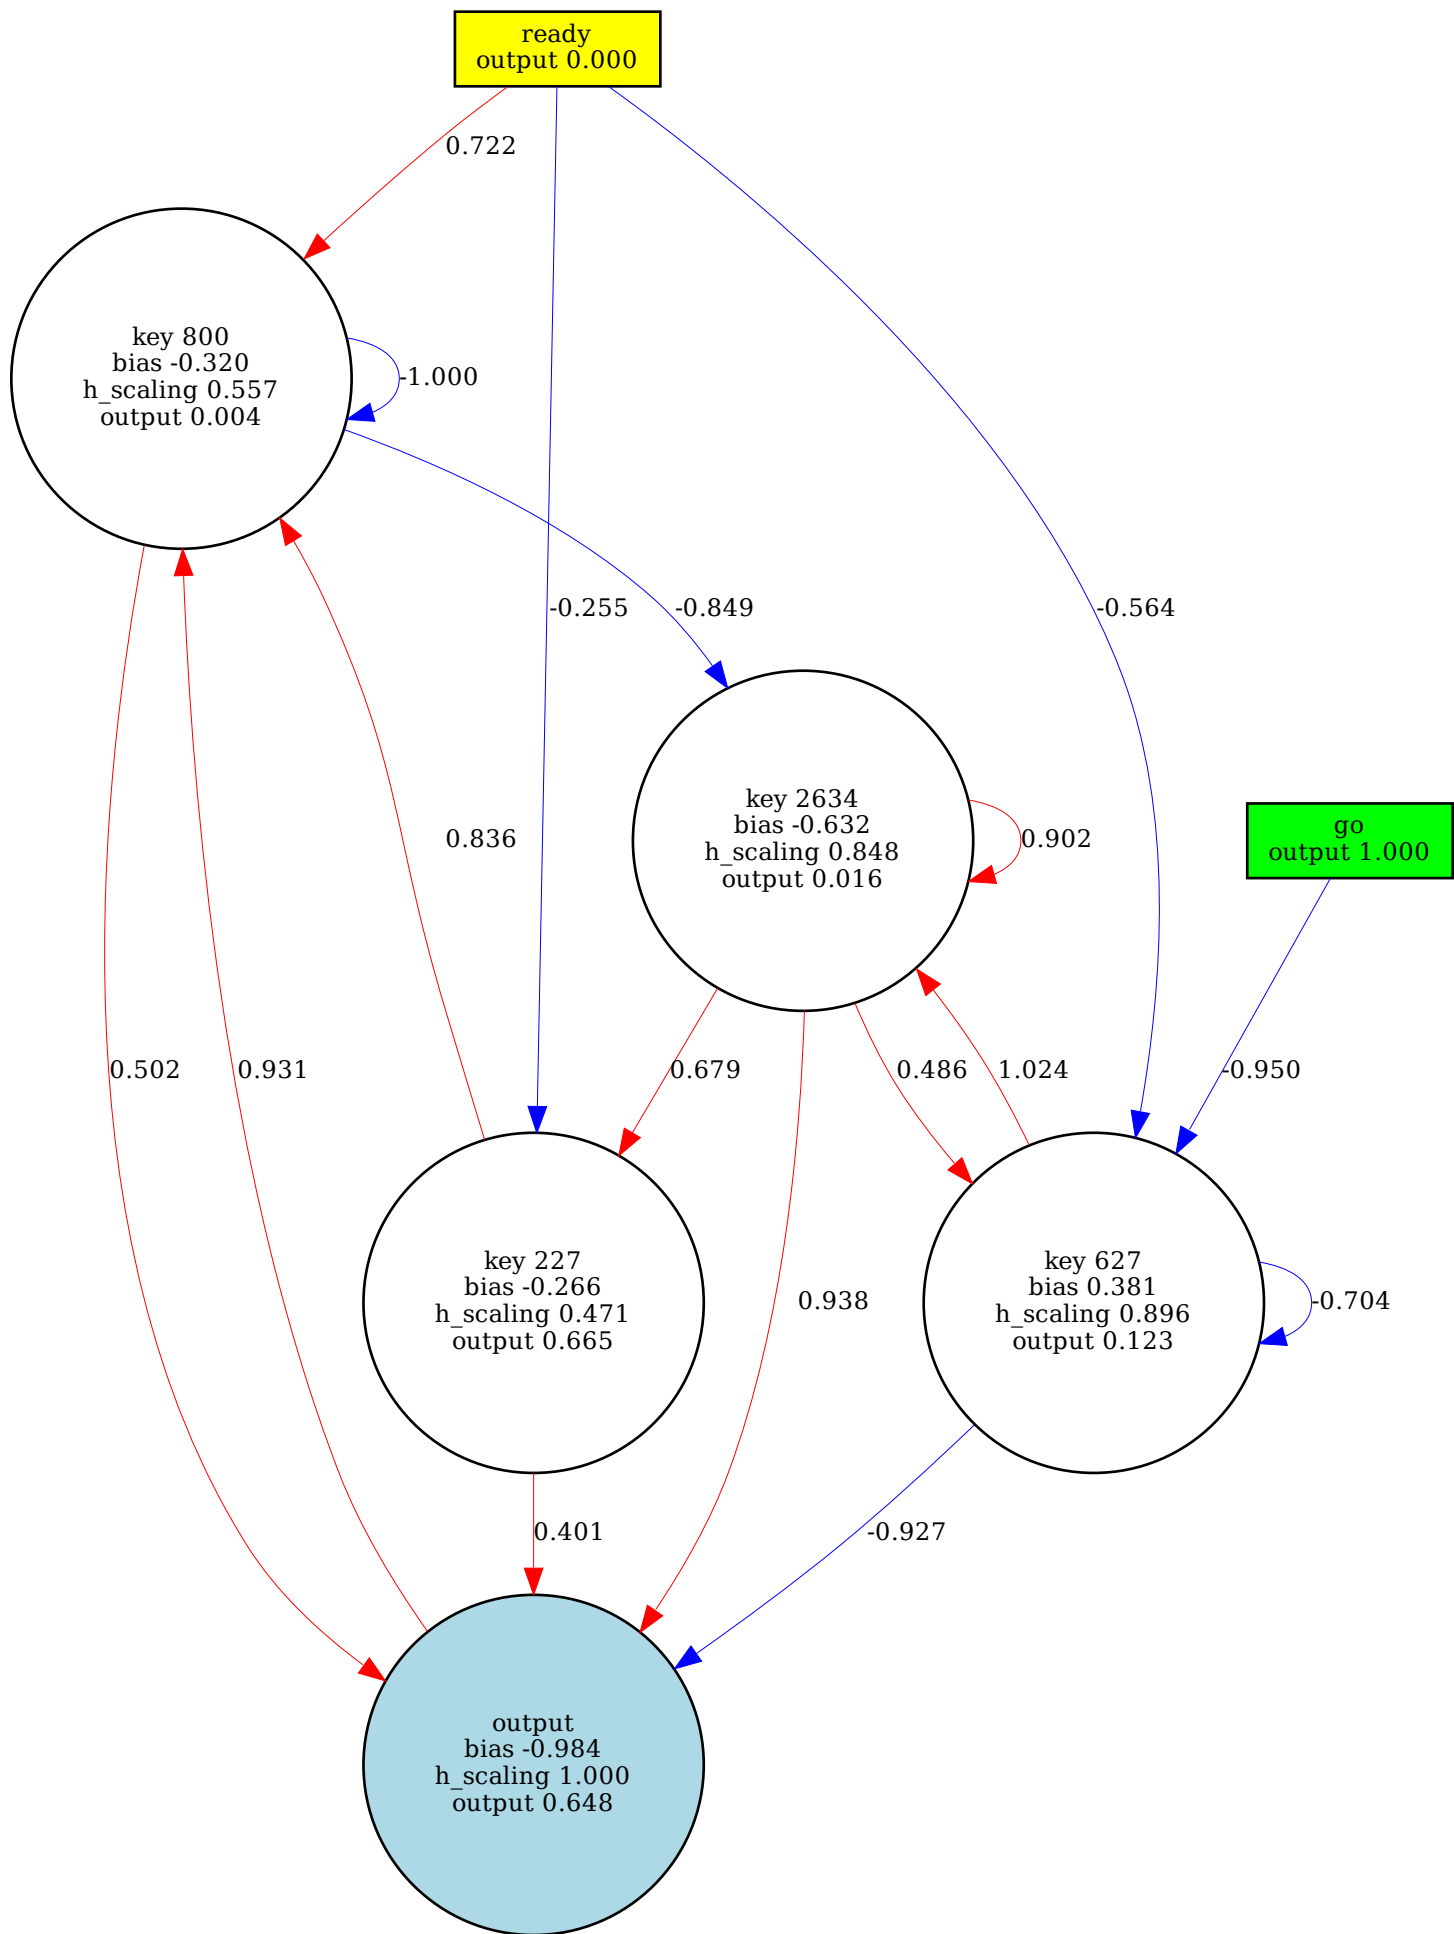 ready
output 0.000
0.722
key 800
bias -0.320
h_scaling 0.557
output 0.004
-1.000
-0.255
-0.849
-0.564
key 2634
bias -0.632
h_scaling 0.848
output 0.016
0.902
0.836
go
output 1.000
0.502
0.931
0.679
0.486
1.024
-0.950
key 227
bias -0.266
h_scaling 0.471
output 0.665
0.938
key 627
bias 0.381
h_scaling 0.896
output 0.123
-0.704
0.401
-0.927
output
bias -0.984
h_scaling 1.000
output 0.648